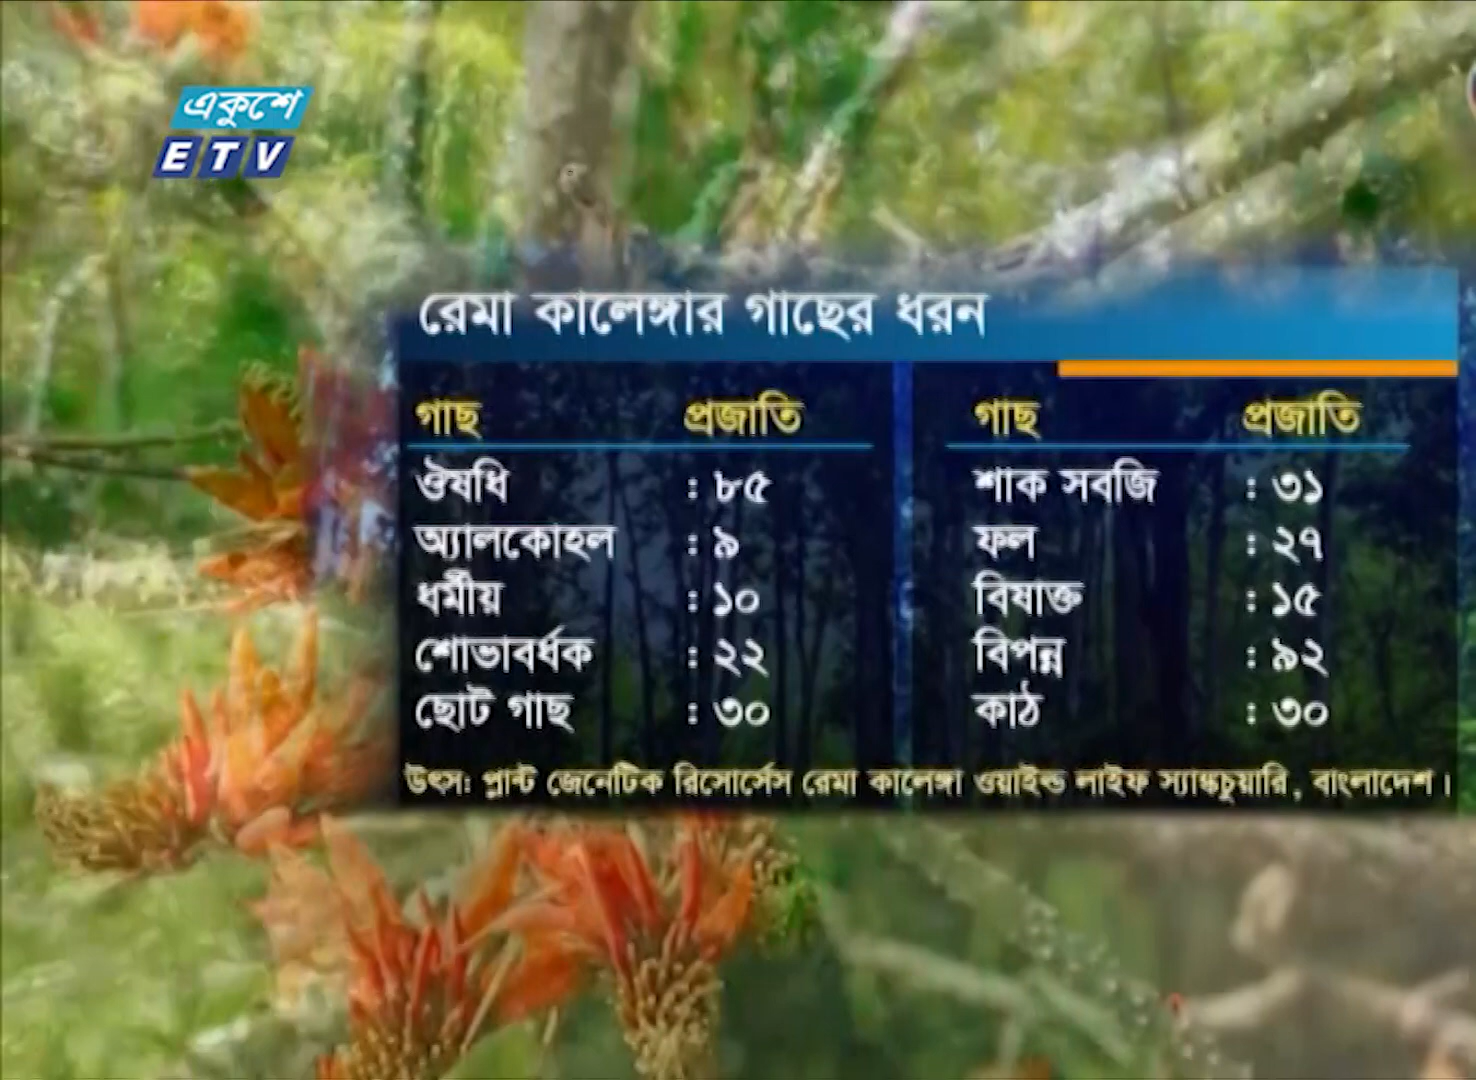 একুশে
ETV
রেমা কালেঙ্গার গাছের ধরন
গাছ প্রজাতি গাছ প্রজাতি
ঔষধি : ৮৫ শাক সবজি : ৩১
অ্যালকোহল : ৯ ফল : ২৭
ধর্মীয় : ১০ বিষাক্ত : ১৫
শোভাবর্ধক : ২২ বিপন্ন : ৯২
ছোট গাছ : ৩০ কাঠ : ৩০
উৎস: প্লান্ট জেনেটিক রিসোর্সেস রেমা কালেঙ্গা ওয়াইল্ড লাইফ স্যাঙ্কচুয়ারি, বাংলাদেশ।